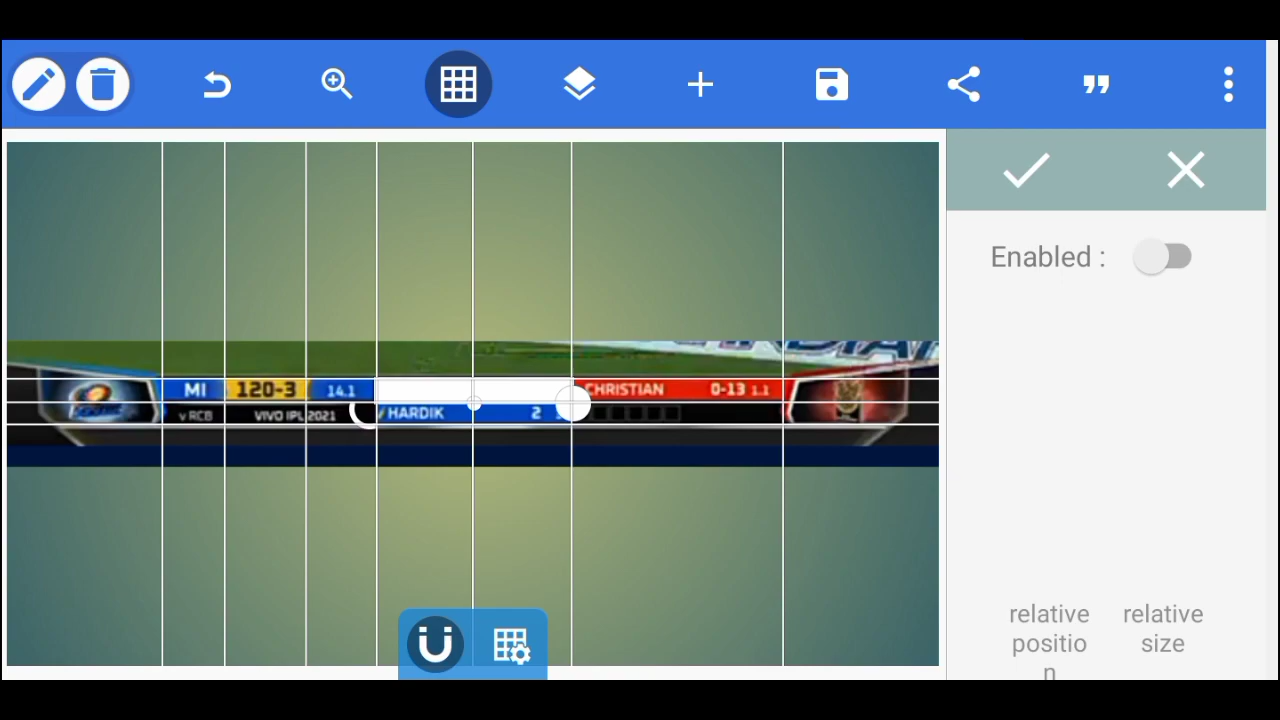 Enabled :
MI 120-3 14.1 CHRISTIAN 0-13 1.1
v RCB VIVO IPL 2021 HARDIK 2
relative
positio
n
relative
size